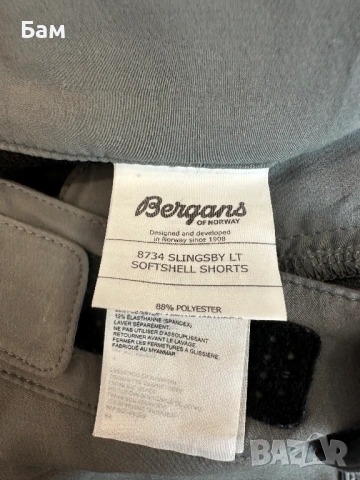 Бам
Bergans
OF NORWAY
Designed and developed
in Norway since 1908
8734 SLINGSBY LT
SOFTSHELL SHORTS
88% POLYESTER
12% ÉLASTHANNE (SPANDEX)
LAVER SÉPARÉMENT.
NE PAS UTILISER D'ASSOUPLISSANT
RETOURNER AVANT LE LAVAGE.
FERMER LES FERMETURES A GLISSIÈRE.
FABRIQUÉ AU MYANMAR
BAZAR